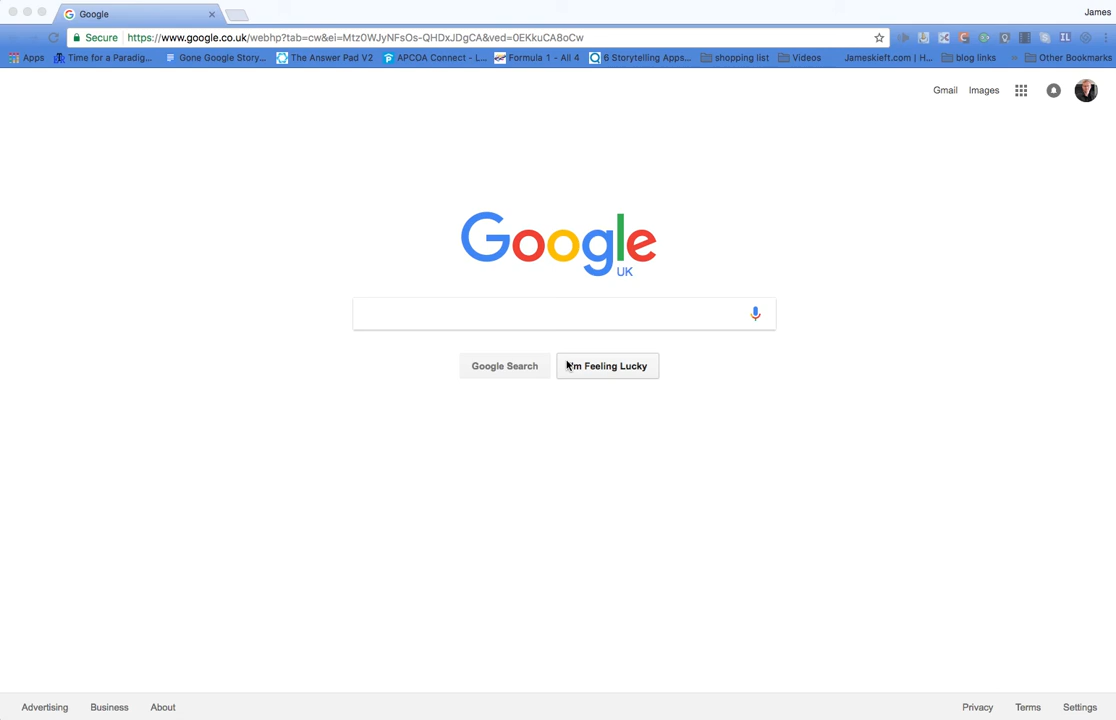 Google
James
Secure https://www.google.co.uk/webhp?tab=cw&ei=Mtz0WJyNFsOs-QHDxJDgCA&ved=0EKkuCA8oCw
Apps Time for a Paradig... Gone Google Story... The Answer Pad V2 APCOA Connect - L... Formula 1 - All 4 6 Storytelling Apps... shopping list Videos Jameskieft.com | H... blog links » Other Bookmarks
Gmail Images
Google
UK
Google Search I'm Feeling Lucky
Advertising Business About Privacy Terms Settings